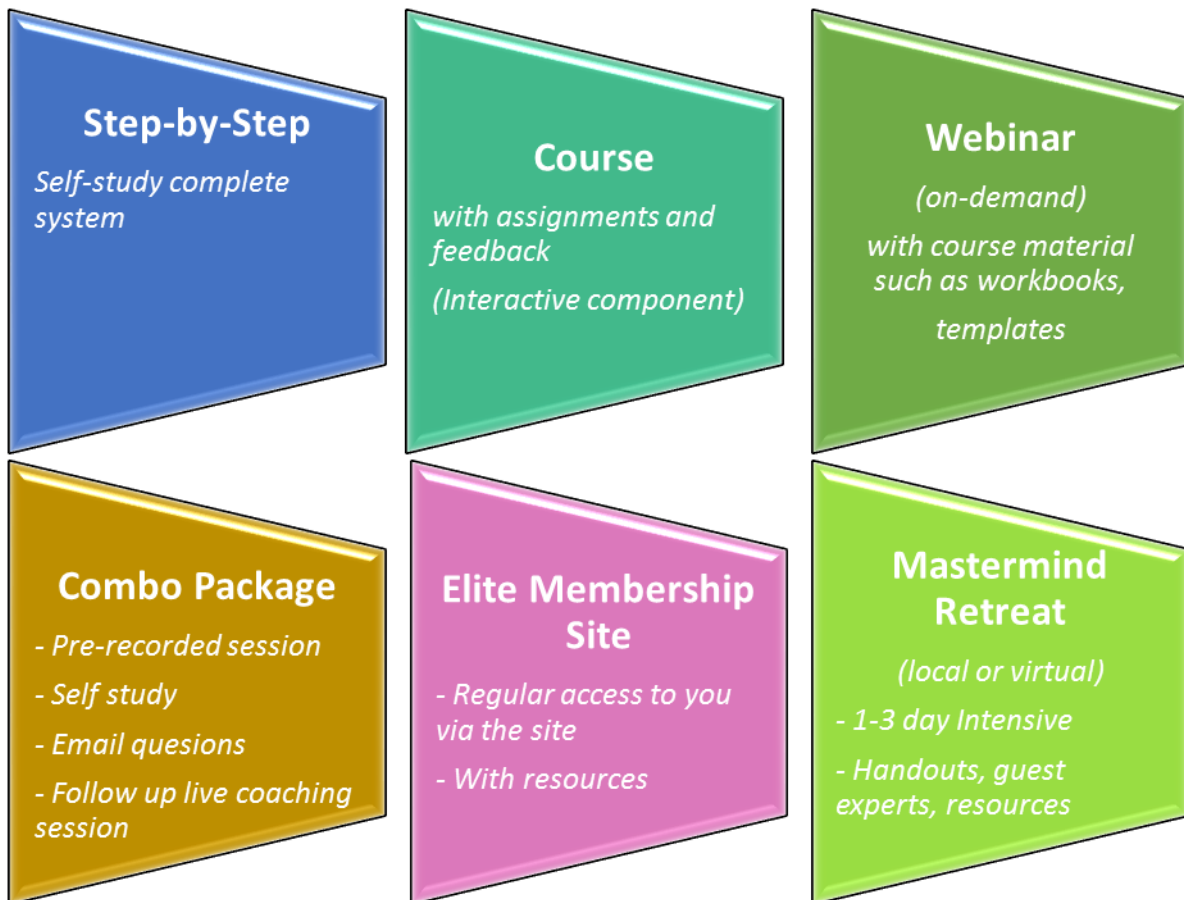 Step-by-Step
Self-study complete
system
Course
with assignments and
feedback
(Interactive component)
Webinar
(on-demand)
with course material
such as workbooks,
templates
Combo Package
- Pre-recorded session
- Self study
- Email quesions
- Follow up live coaching
session
Elite Membership
Site
- Regular access to you
via the site
- With resources
Mastermind
Retreat
(local or virtual)
- 1-3 day Intensive
- Handouts, guest
experts, resources